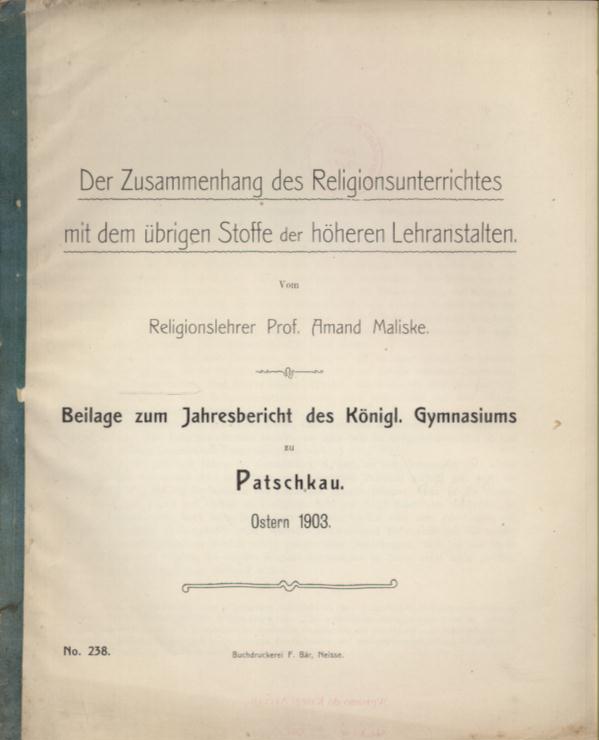 Der Zusammenhang des Religionsunterrichtes
mit dem übrigen Stoffe der höheren Lehranstalten.
Vom
Religionslehrer Prof. Amand Maliske.
Beilage zum Jahresbericht des Königl. Gymnasiums
zu
Patschkau.
Ostern 1903.
No. 238.
Buchdruckerei F. Bär, Neisse.